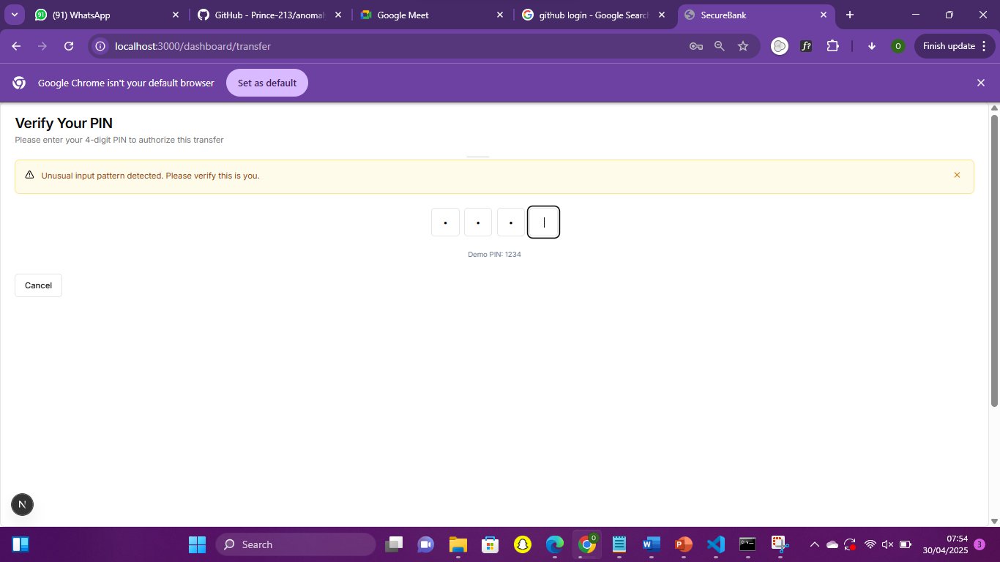 91
(91) WhatsApp
GitHub - Prince-213/anomal
Google Meet
github login - Google Search
SecureBank
localhost:3000/dashboard/transfer
f?
O
Finish update
Google Chrome isn't your default browser
Set as default
Verify Your PIN
Please enter your 4-digit PIN to authorize this transfer
Unusual input pattern detected. Please verify this is you.
Demo PIN: 1234
Cancel
N
Search
07:54
30/04/2025
3